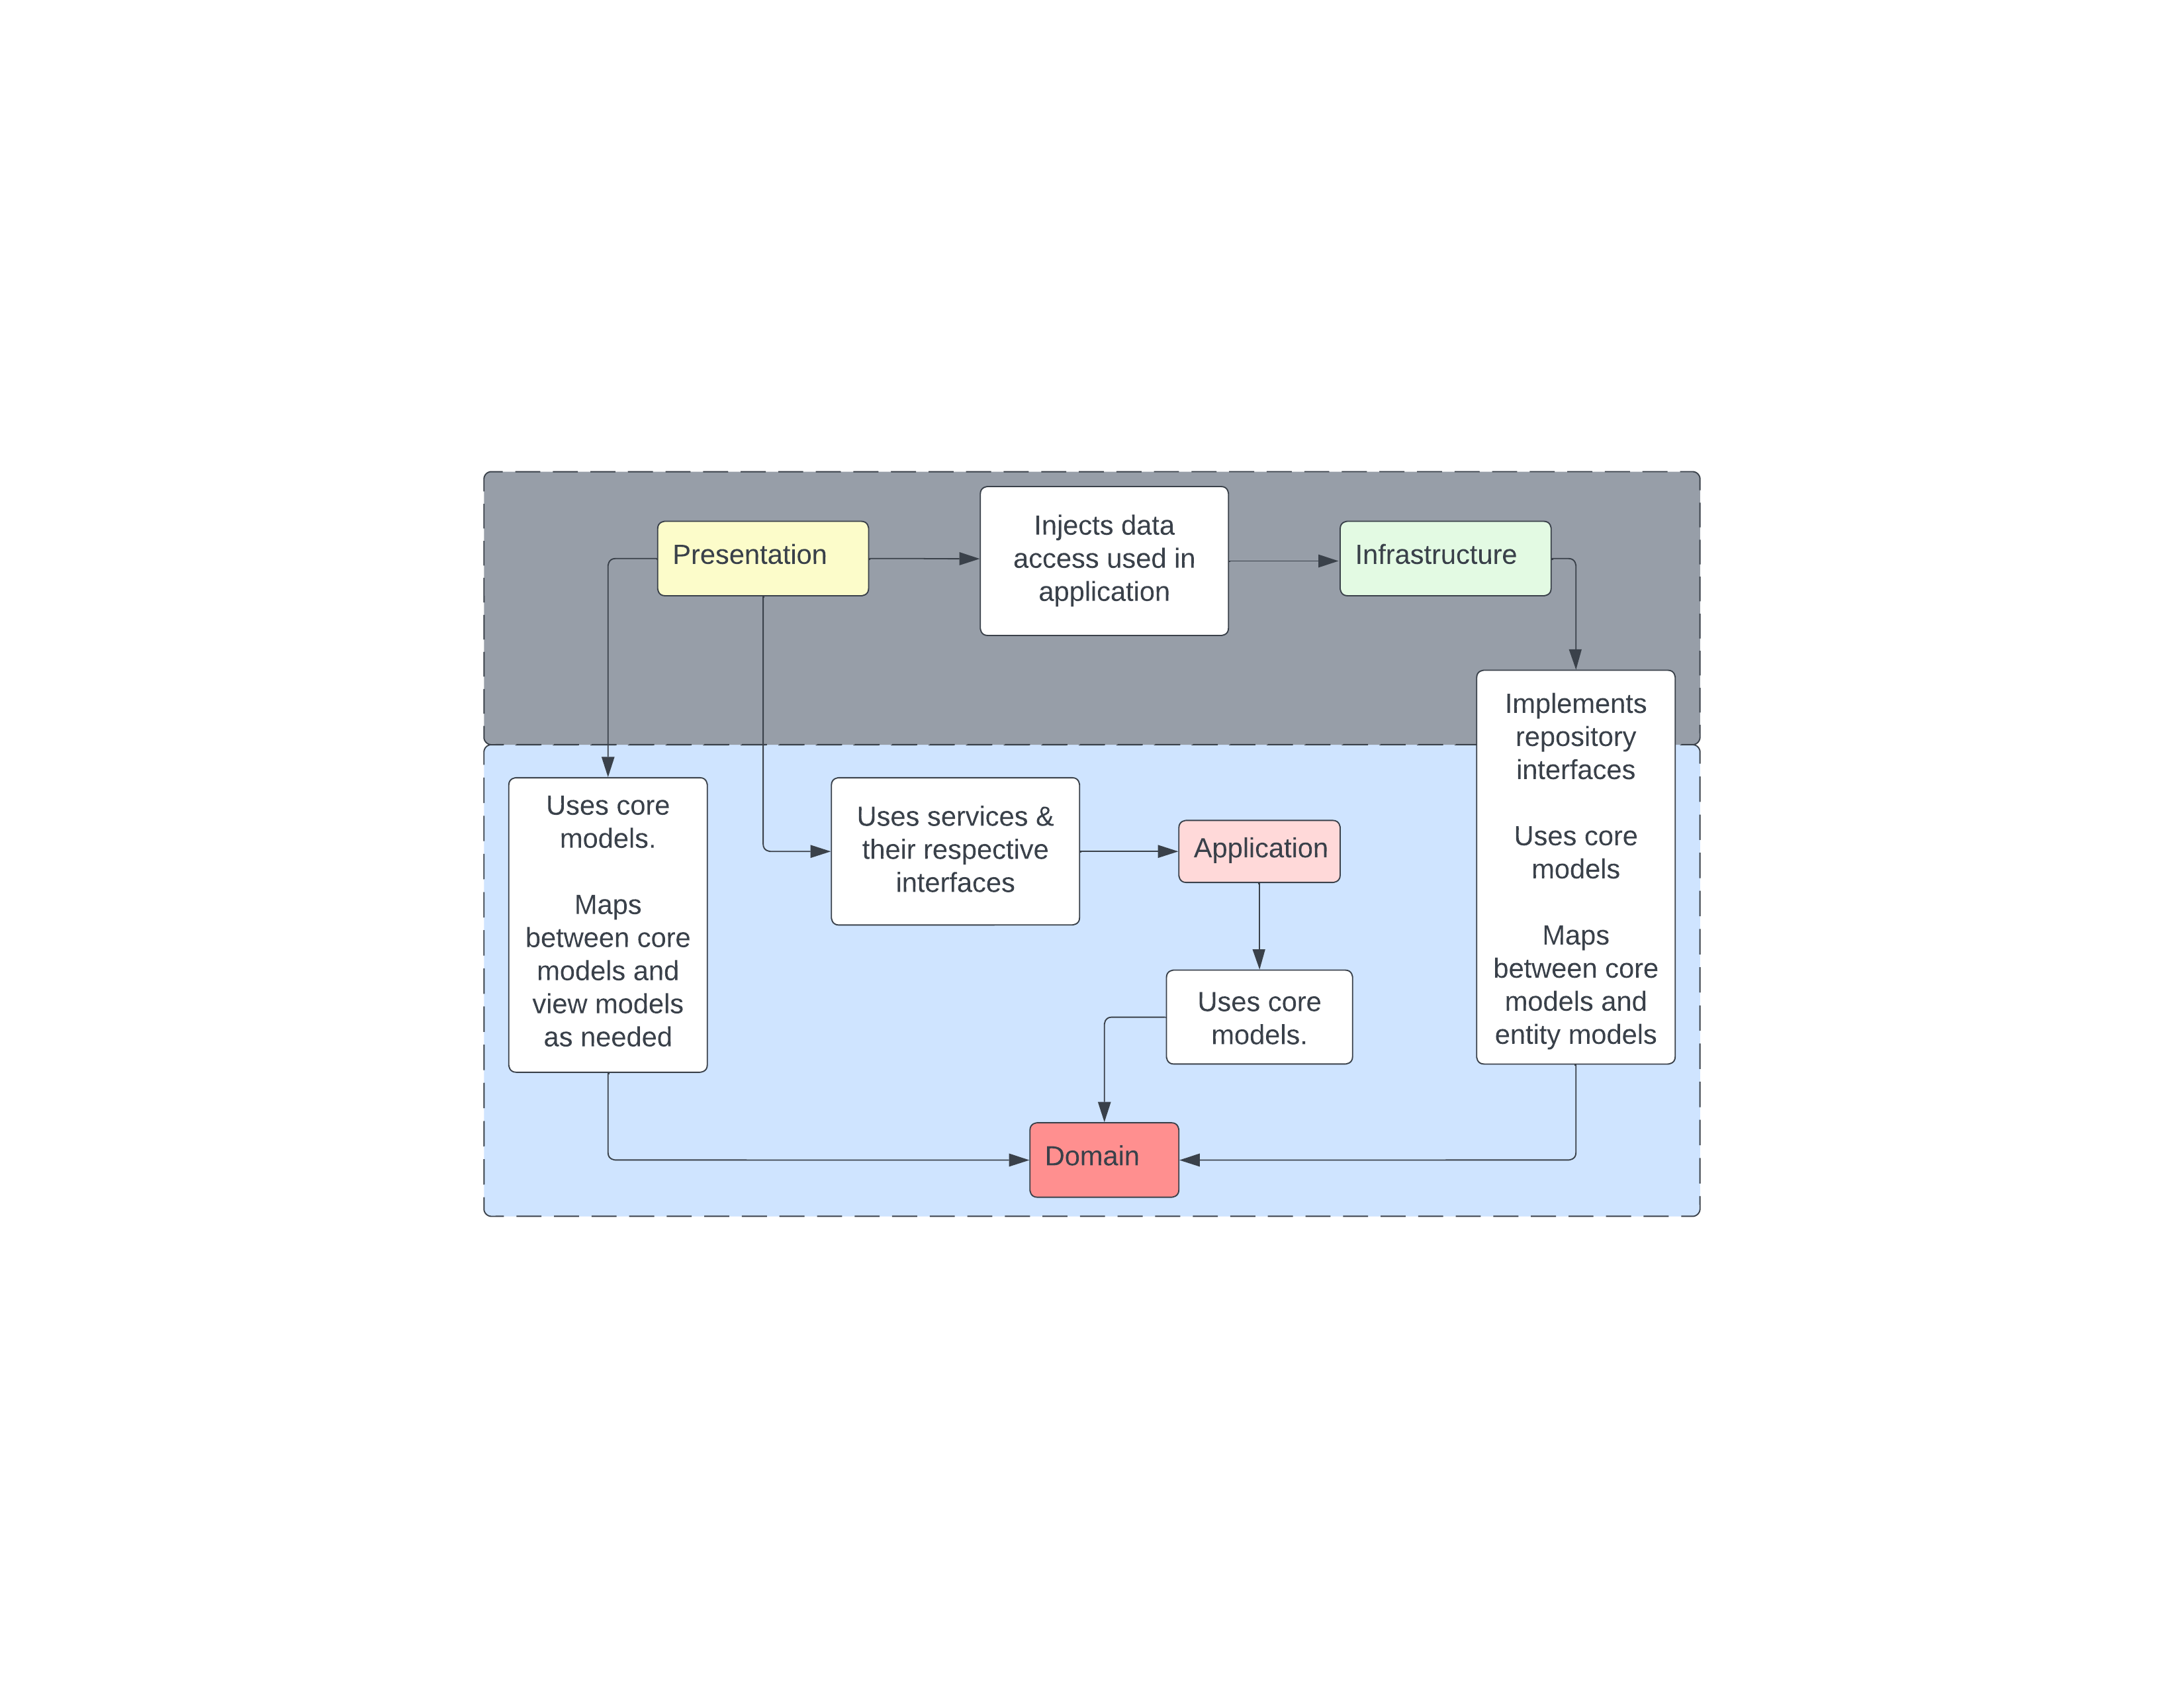 Presentation
Injects data
access used in
application
Infrastructure
Implements
repository
interfaces
Uses core
models
Maps
between core
models and
entity models
Uses core
models.
Maps
between core
models and
view models
as needed
Uses services &
their respective
interfaces
Application
Uses core
models.
Domain